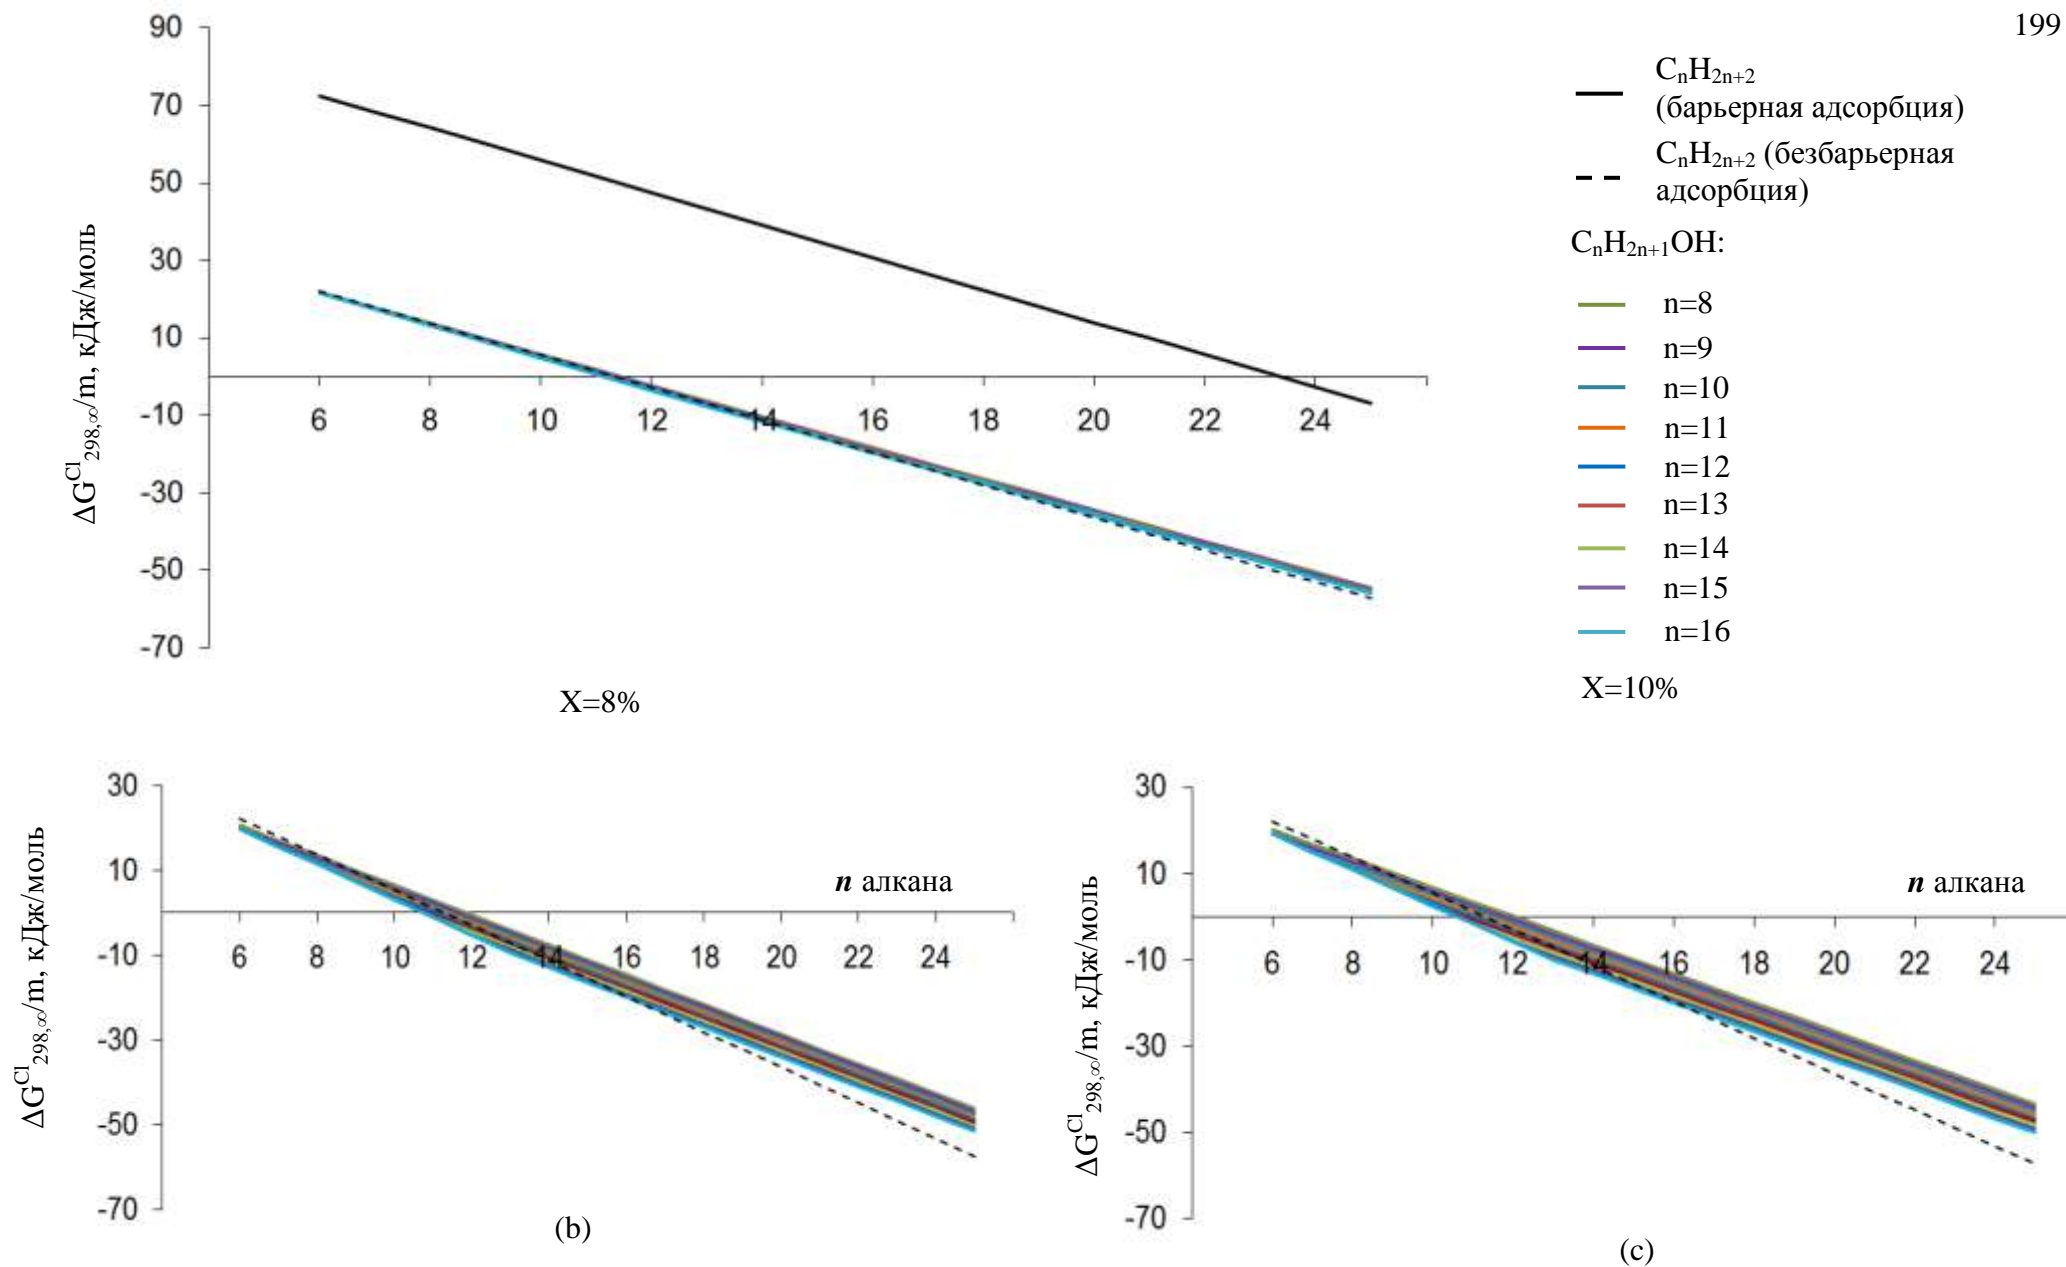 199
90
70
50
30
10
-10
-30
-50
-70
6 8 10 12 14 16 18 20 22 24
ΔG^Cl_298,∞/m, кДж/моль
CnH2n+2
(барьерная адсорбция)
CnH2n+2 (безбарьерная
адсорбция)
CnH2n+1OH:
n=8
n=9
n=10
n=11
n=12
n=13
n=14
n=15
n=16
X=8%
X=10%
30
10
-10
-30
-50
-70
6 8 10 12 14 16 18 20 22 24
n алкана
ΔG^Cl_298,∞/m, кДж/моль
(b)
30
10
-10
-30
-50
-70
6 8 10 12 14 16 18 20 22 24
n алкана
ΔG^Cl_298,∞/m, кДж/моль
(c)